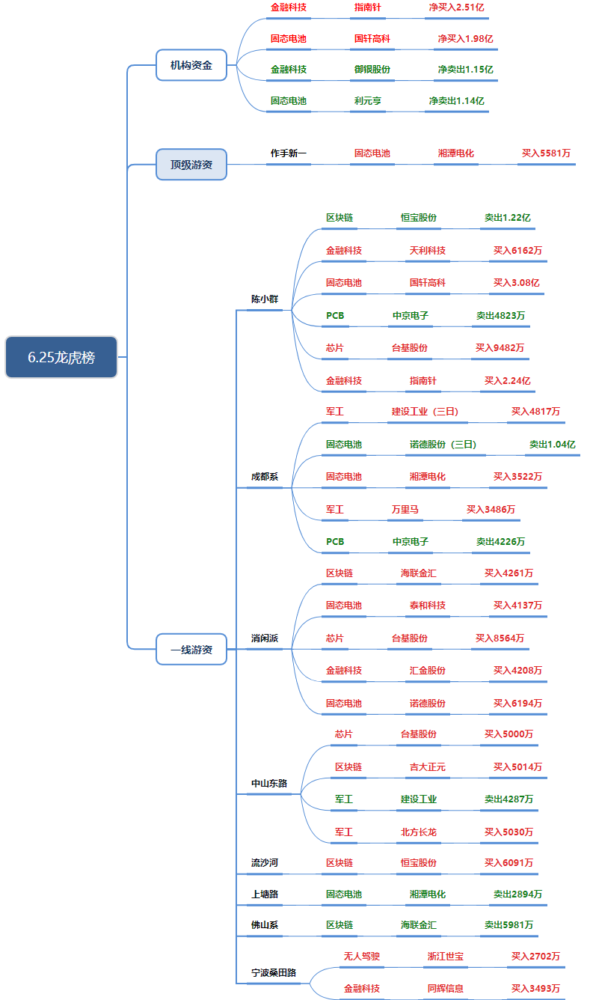 6.25龙虎榜
机构资金
金融科技 指南针 净买入2.51亿
固态电池 国轩高科 净买入1.98亿
金融科技 御银股份 净卖出1.15亿
固态电池 利元亨 净卖出1.14亿
顶级游资
作手新一 固态电池 湘潭电化 买入5581万
一线游资
陈小群
区块链 恒宝股份 卖出1.22亿
金融科技 天利科技 买入6162万
固态电池 国轩高科 买入3.08亿
PCB 中京电子 卖出4823万
芯片 台基股份 买入9482万
金融科技 指南针 买入2.24亿
成都系
军工 建设工业（三日） 买入4817万
固态电池 诺德股份（三日） 卖出1.04亿
固态电池 湘潭电化 买入3522万
军工 万里马 买入3486万
PCB 中京电子 卖出4226万
消闲派
区块链 海联金汇 买入4261万
固态电池 泰和科技 买入4137万
芯片 台基股份 买入8564万
金融科技 汇金股份 买入4208万
固态电池 诺德股份 买入6194万
中山东路
芯片 台基股份 买入5000万
区块链 吉大正元 买入5014万
军工 建设工业 卖出4287万
军工 北方长龙 买入5030万
流沙河 区块链 恒宝股份 买入6091万
上塘路 固态电池 湘潭电化 卖出2894万
佛山系 区块链 海联金汇 卖出5981万
宁波桑田路
无人驾驶 浙江世宝 买入2702万
金融科技 同辉信息 买入3493万